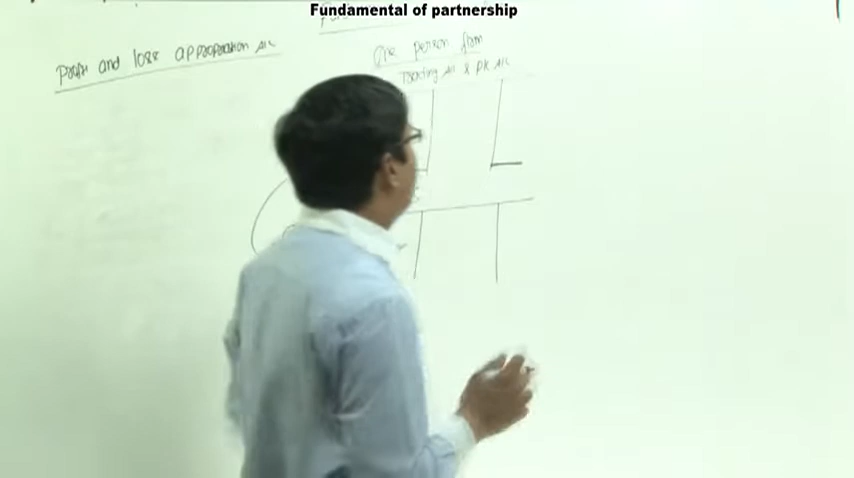 Fundamental of partnership
Profit and loss appropriation A/c
One person firm
Trading A/c & P&L A/c